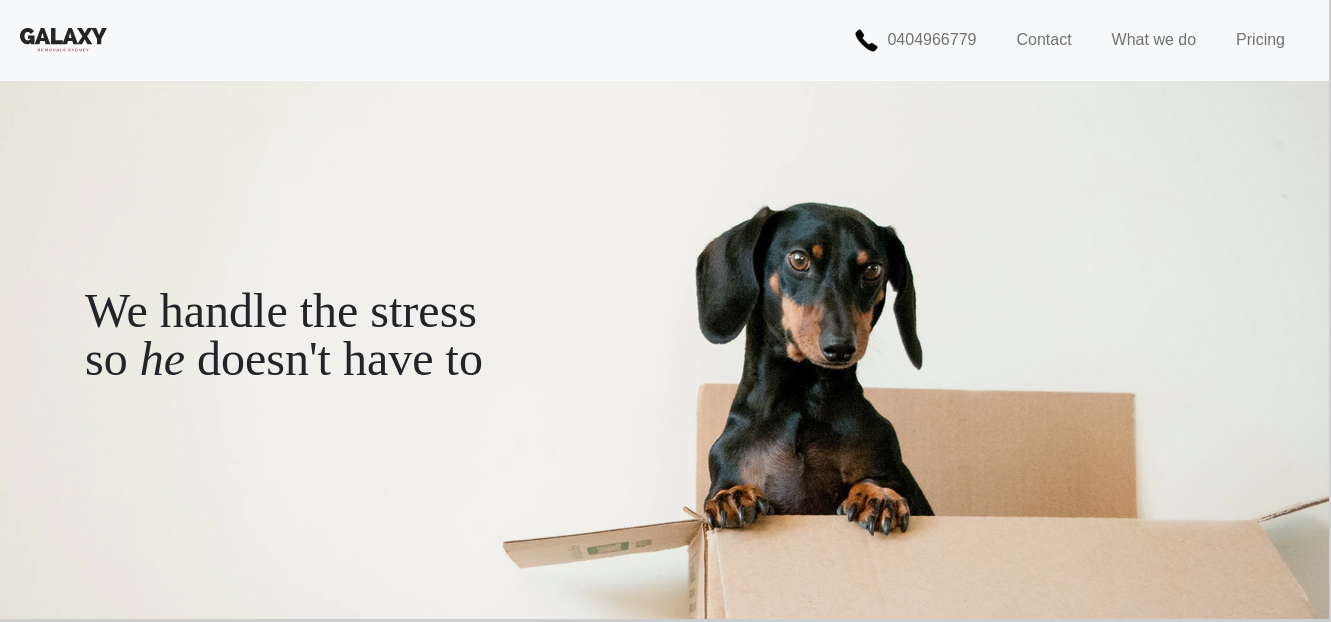 GALAXY
REMOVALS SYDNEY
0404966779
Contact
What we do
Pricing
We handle the stress
so he doesn't have to